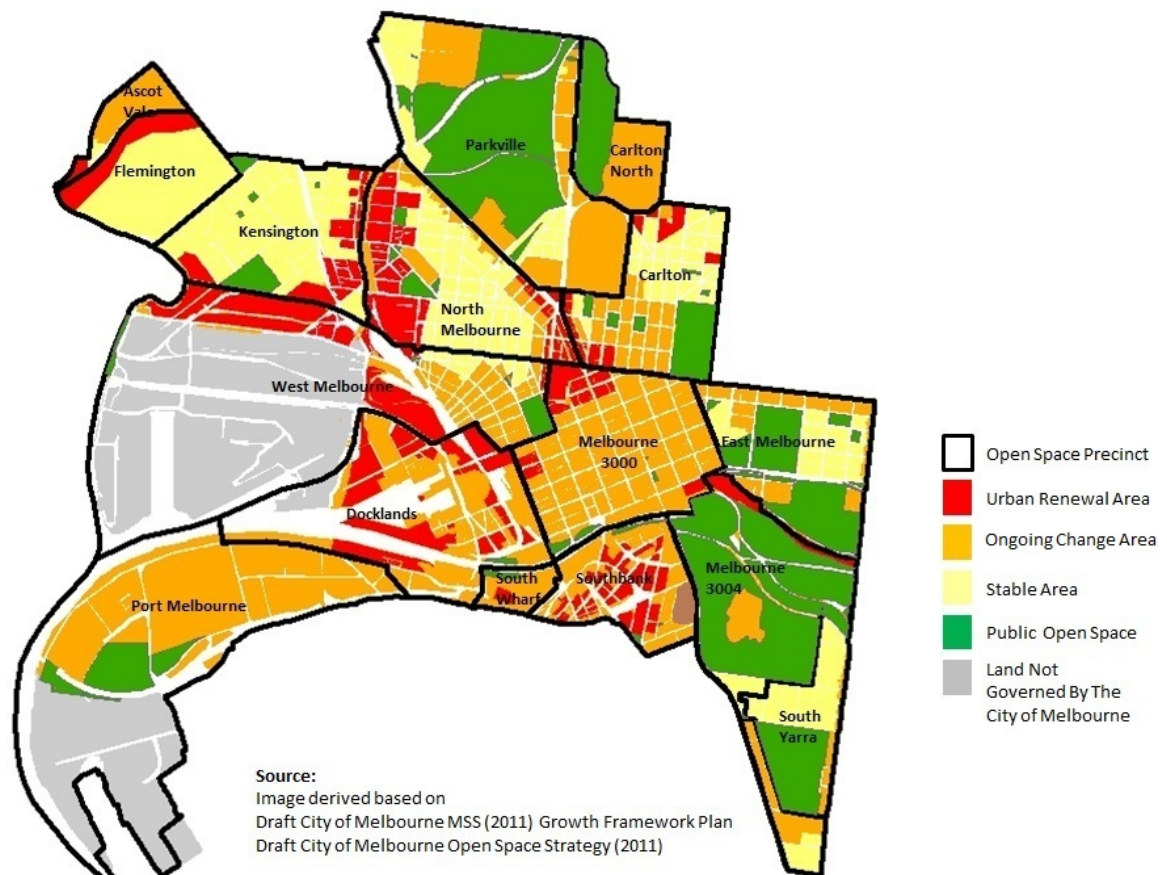 Ascot
Vale
Flemington
Kensington
Parkville
Carlton
North
Carlton
North
Melbourne
West Melbourne
Melbourne
3000
East Melbourne
Docklands
South
Wharf
Southbank
Melbourne
3004
Port Melbourne
South
Yarra
Open Space Precinct
Urban Renewal Area
Ongoing Change Area
Stable Area
Public Open Space
Land Not
Governed By The
City of Melbourne
Source:
Image derived based on
Draft City of Melbourne MSS (2011) Growth Framework Plan
Draft City of Melbourne Open Space Strategy (2011)